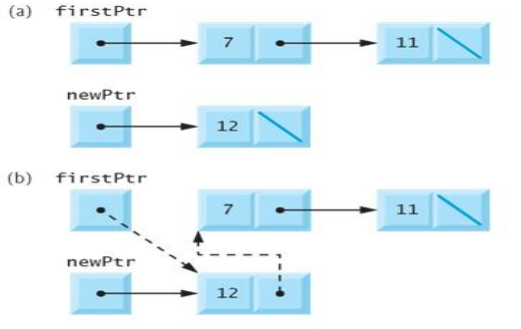 (a) firstPtr
7 11
newPtr
12
(b) firstPtr
7 11
newPtr
12